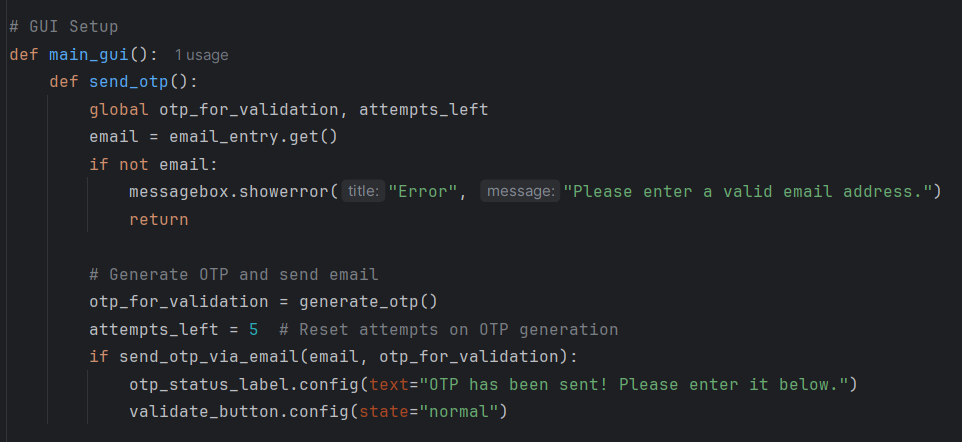 # GUI Setup
def main_gui(): 1 usage
    def send_otp():
        global otp_for_validation, attempts_left
        email = email_entry.get()
        if not email:
            messagebox.showerror( title: "Error", message: "Please enter a valid email address.")
            return
        # Generate OTP and send email
        otp_for_validation = generate_otp()
        attempts_left = 5  # Reset attempts on OTP generation
        if send_otp_via_email(email, otp_for_validation):
            otp_status_label.config(text="OTP has been sent! Please enter it below.")
            validate_button.config(state="normal")